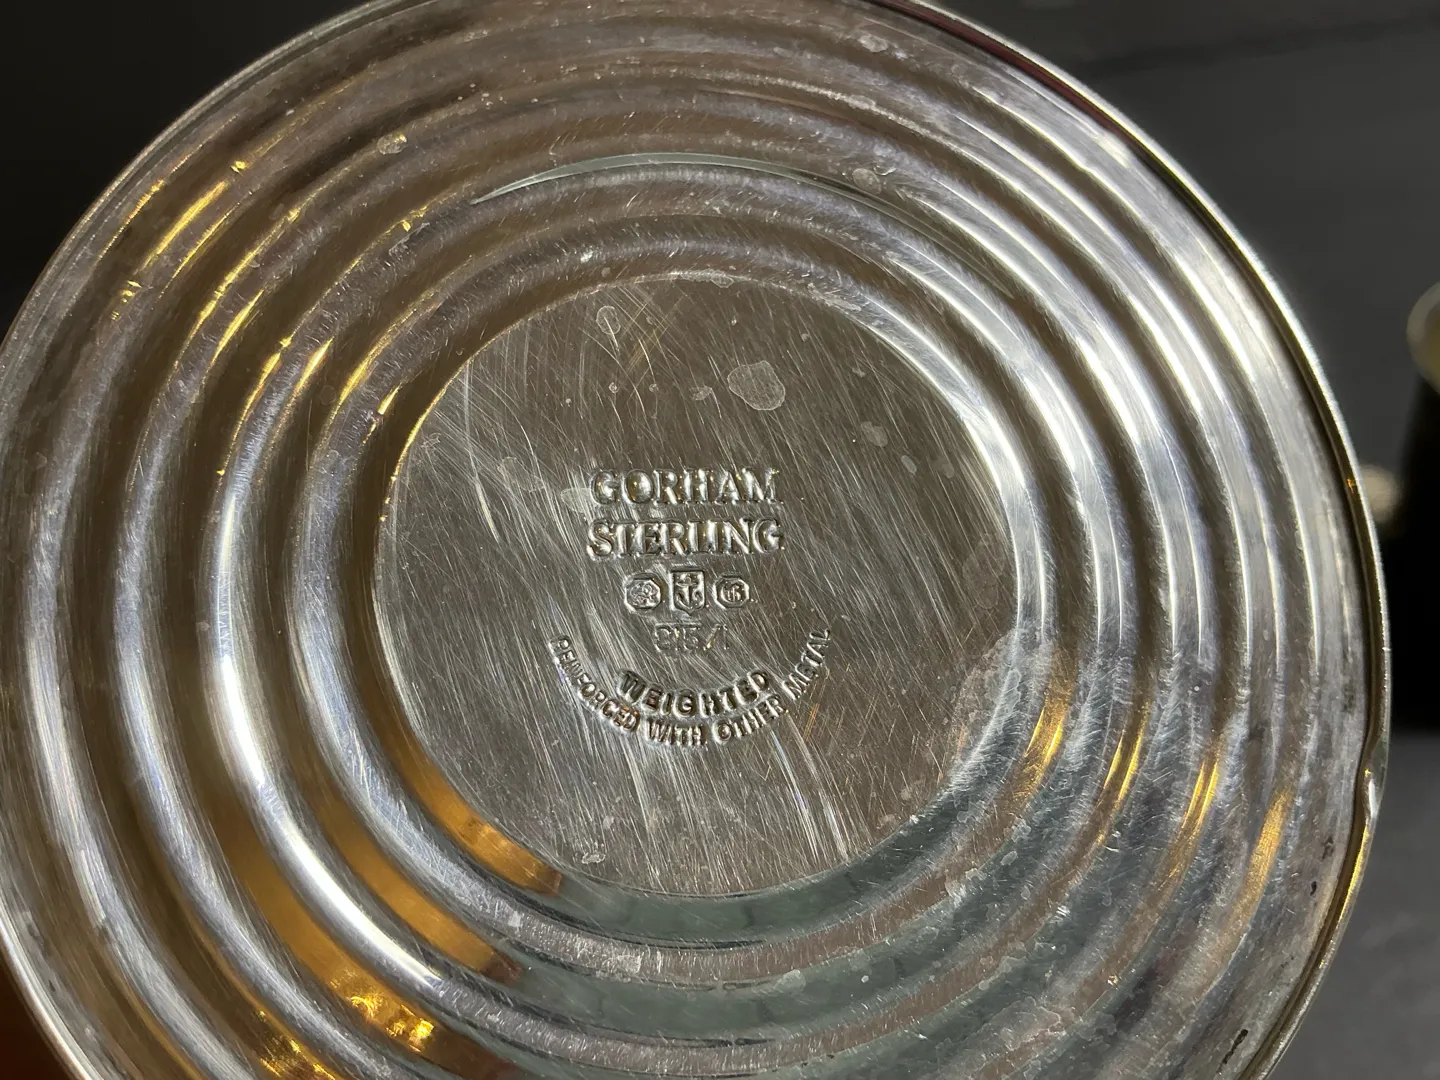 GORHAM
STERLING
WEIGHTED
REINFORCED WITH OTHER METAL